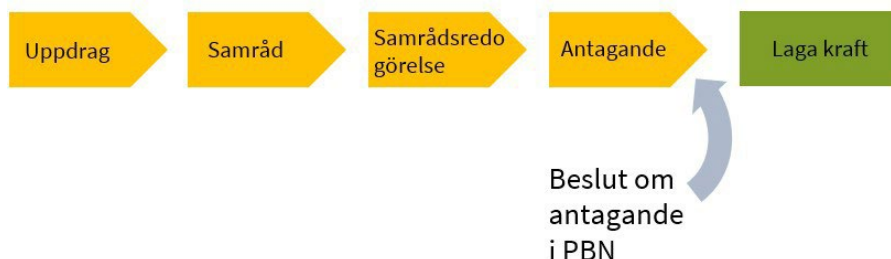 Uppdrag
Samråd
Samrådsredo
görelse
Antagande
Laga kraft
Beslut om
antagande
i PBN